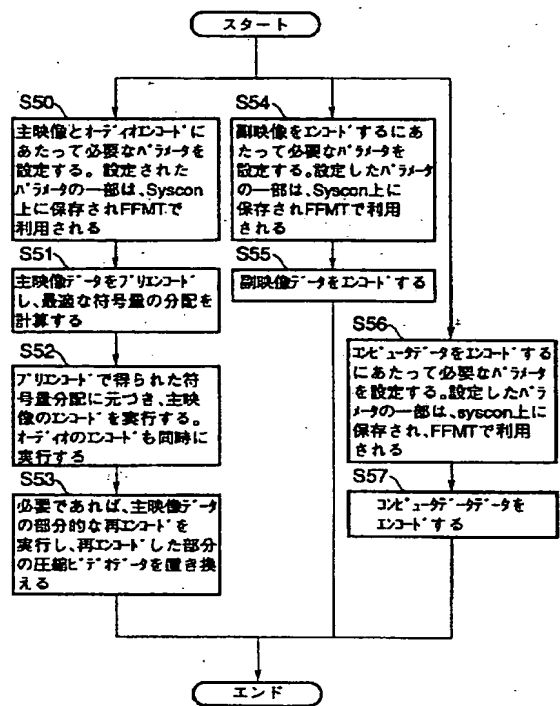 スタート
S50
主映像とオーディオエンコードに
あたって必要なパラメータを
設定する。設定された
パラメータの一部は、Syscon
上に保存されFFMTで
利用される
S51
主映像データをプリエンコード
し、最適な符号量の分配を
計算する
S52
プリエンコードで得られた符
号量分配に元づき、主映
像のエンコードを実行する。
オーディオのエンコードも同時に
実行する
S53
必要であれば、主映像データ
の部分的な再エンコードを
実行し、再エンコードした部分
の圧縮ビデオデータを置き換
える
S54
副映像をエンコードするにあ
たって必要なパラメータを
設定する。設定したパラメータ
の一部は、Syscon上に
保存されFFMTで利用
される
S55
副映像データをエンコードする
S56
コンピュータデータをエンコードする
にあたって必要なパラメータ
を設定する。設定したパラ
メータの一部は、syscon上に
保存され、FFMTで利用さ
れる
S57
コンピュータデータデータを
エンコードする
エンド